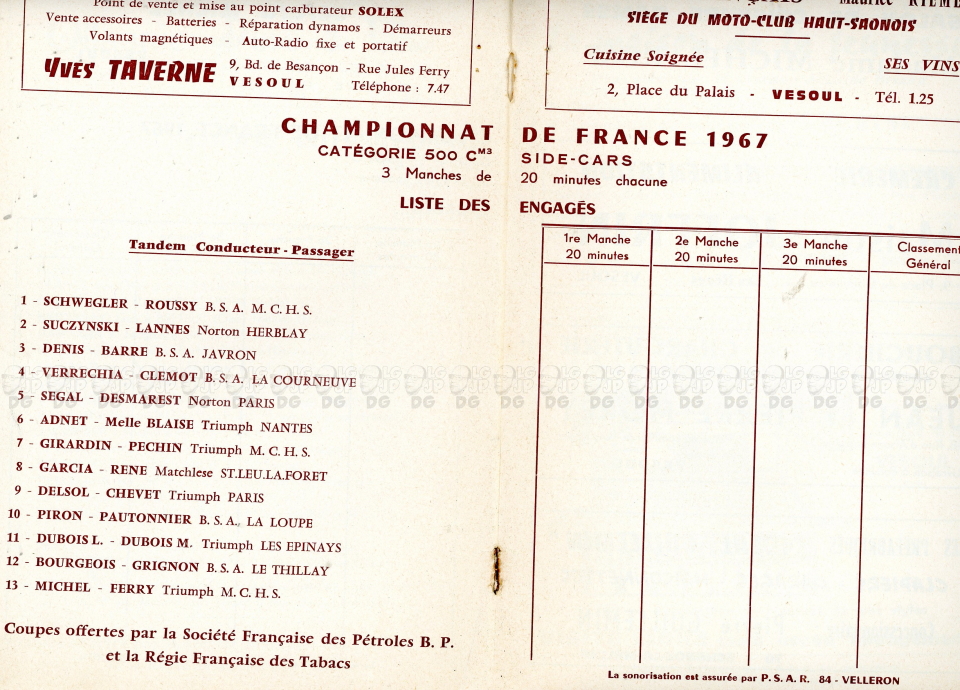 Point de vente et mise au point carburateur SOLEX
Vente accessoires - Batteries - Réparation dynamos - Démarreurs
Volants magnétiques - Auto-Radio fixe et portatif
Yves TAVERNE
9, Bd. de Besançon - Rue Jules Ferry
VESOUL Téléphone : 7.47
SIÈGE DU MOTO-CLUB HAUT-SAONOIS
Cuisine Soignée
SES VINS
2, Place du Palais - VESOUL - Tél. 1.25
CHAMPIONNAT DE FRANCE 1967
CATÉGORIE 500 CM3 SIDE-CARS
3 Manches de 20 minutes chacune
LISTE DES ENGAGÉS
Tandem Conducteur - Passager
1 - SCHWEGLER - ROUSSY B. S. A. M. C. H. S.
2 - SUCZYNSKI - LANNES Norton HERBLAY
3 - DENIS - BARRE B. S. A. JAVRON
4 - VERRECHIA - CLEMOT B. S. A. LA COURNEUVE
5 - SEGAL - DESMAREST Norton PARIS
6 - ADNET - Melle BLAISE Triumph NANTES
7 - GIRARDIN - PECHIN Triumph M. C. H. S.
8 - GARCIA - RENE Matchlese ST.LEU.LA.FORET
9 - DELSOL - CHEVET Triumph PARIS
10 - PIRON - PAUTONNIER B. S. A. LA LOUPE
11 - DUBOIS L. - DUBOIS M. Triumph LES EPINAYS
12 - BOURGEOIS - GRIGNON B. S. A. LE THILLAY
13 - MICHEL - FERRY Triumph M. C. H. S.
Coupes offertes par la Société Française des Pétroles B. P.
et la Régie Française des Tabacs
1re Manche
20 minutes
2e Manche
20 minutes
3e Manche
20 minutes
Classement
Général
La sonorisation est assurée par P. S. A. R. 84 - VELLERON